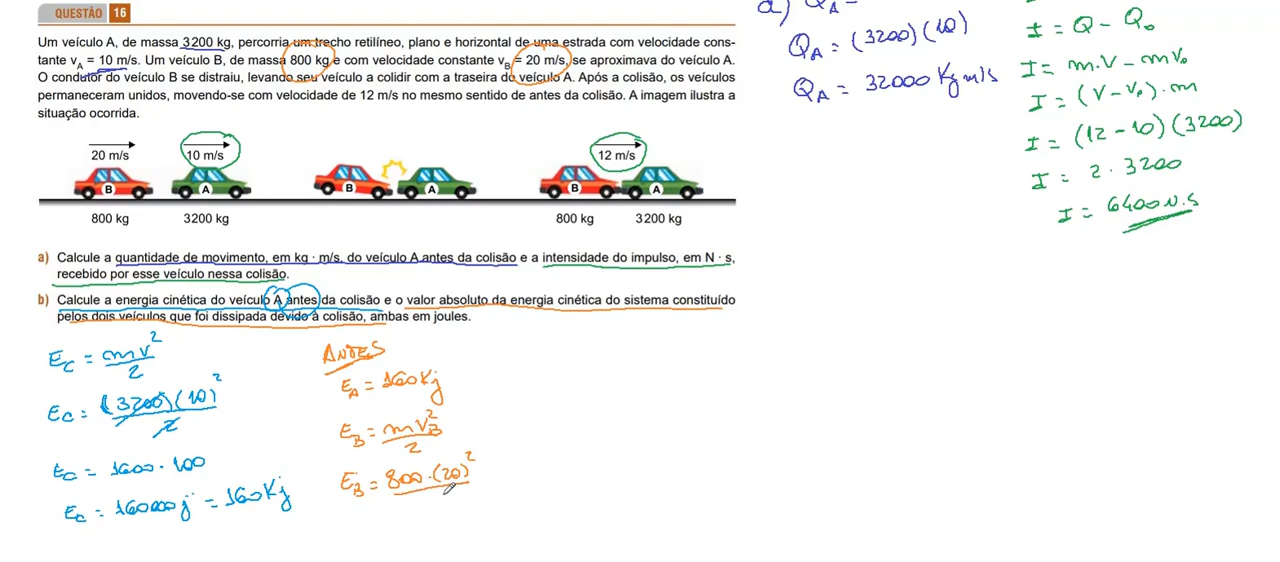 QUESTÃO 16
Um veículo A, de massa 3 200 kg, percorria um trecho retilíneo, plano e horizontal de uma estrada com velocidade cons-
tante vA = 10 m/s. Um veículo B, de massa 800 kg e com velocidade constante vB = 20 m/s, se aproximava do veículo A.
O condutor do veículo B se distraiu, levando seu veículo a colidir com a traseira do veículo A. Após a colisão, os veículos
permaneceram unidos, movendo-se com velocidade de 12 m/s no mesmo sentido de antes da colisão. A imagem ilustra a
situação ocorrida.
20 m/s 10 m/s 12 m/s
B A B A B A
800 kg 3200 kg 800 kg 3200 kg
a) Calcule a quantidade de movimento, em kg · m/s, do veículo A antes da colisão e a intensidade do impulso, em N · s,
recebido por esse veículo nessa colisão.
b) Calcule a energia cinética do veículo A antes da colisão e o valor absoluto da energia cinética do sistema constituído
pelos dois veículos que foi dissipada devido à colisão, ambas em joules.
Ec = mv²/2
Ec = (3200)(10)²/2
Ec = 1600 · 100
Ec = 160000j = 160Kj
ANTES
EA = 160Kj
EB = mVB²/2
EB = 800·(20)²
a) QA =
QA = (3200)(10)
QA = 32000 Kg m/s
I = Q - Q₀
I = m.V - mV₀
I = (V - V₀) . m
I = (12 - 10)(3200)
I = 2 . 3200
I = 6400 N.s